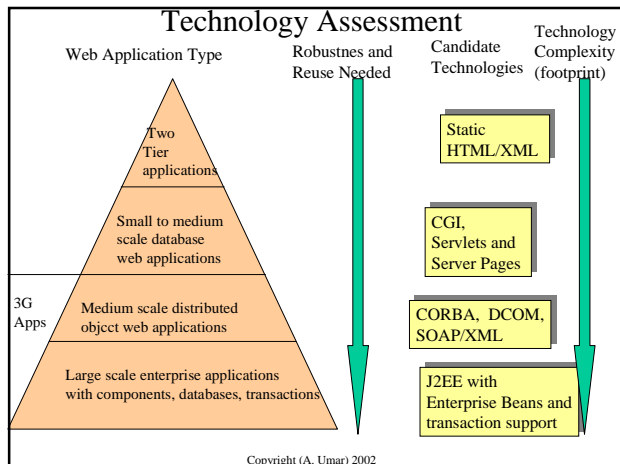 Technology Assessment
Web Application Type
Robustnes and
Reuse Needed
Candidate
Technologies
Technology
Complexity
(footprint)
Two
Tier
applications
Static
HTML/XML
Small to medium
scale database
web applications
CGI,
Servlets and
Server Pages
3G
Apps
Medium scale distributed
objcct web applications
CORBA, DCOM,
SOAP/XML
Large scale enterprise applications
with components, databases, transactions
J2EE with
Enterprise Beans and
transaction support
Copyright (A. Umar) 2002